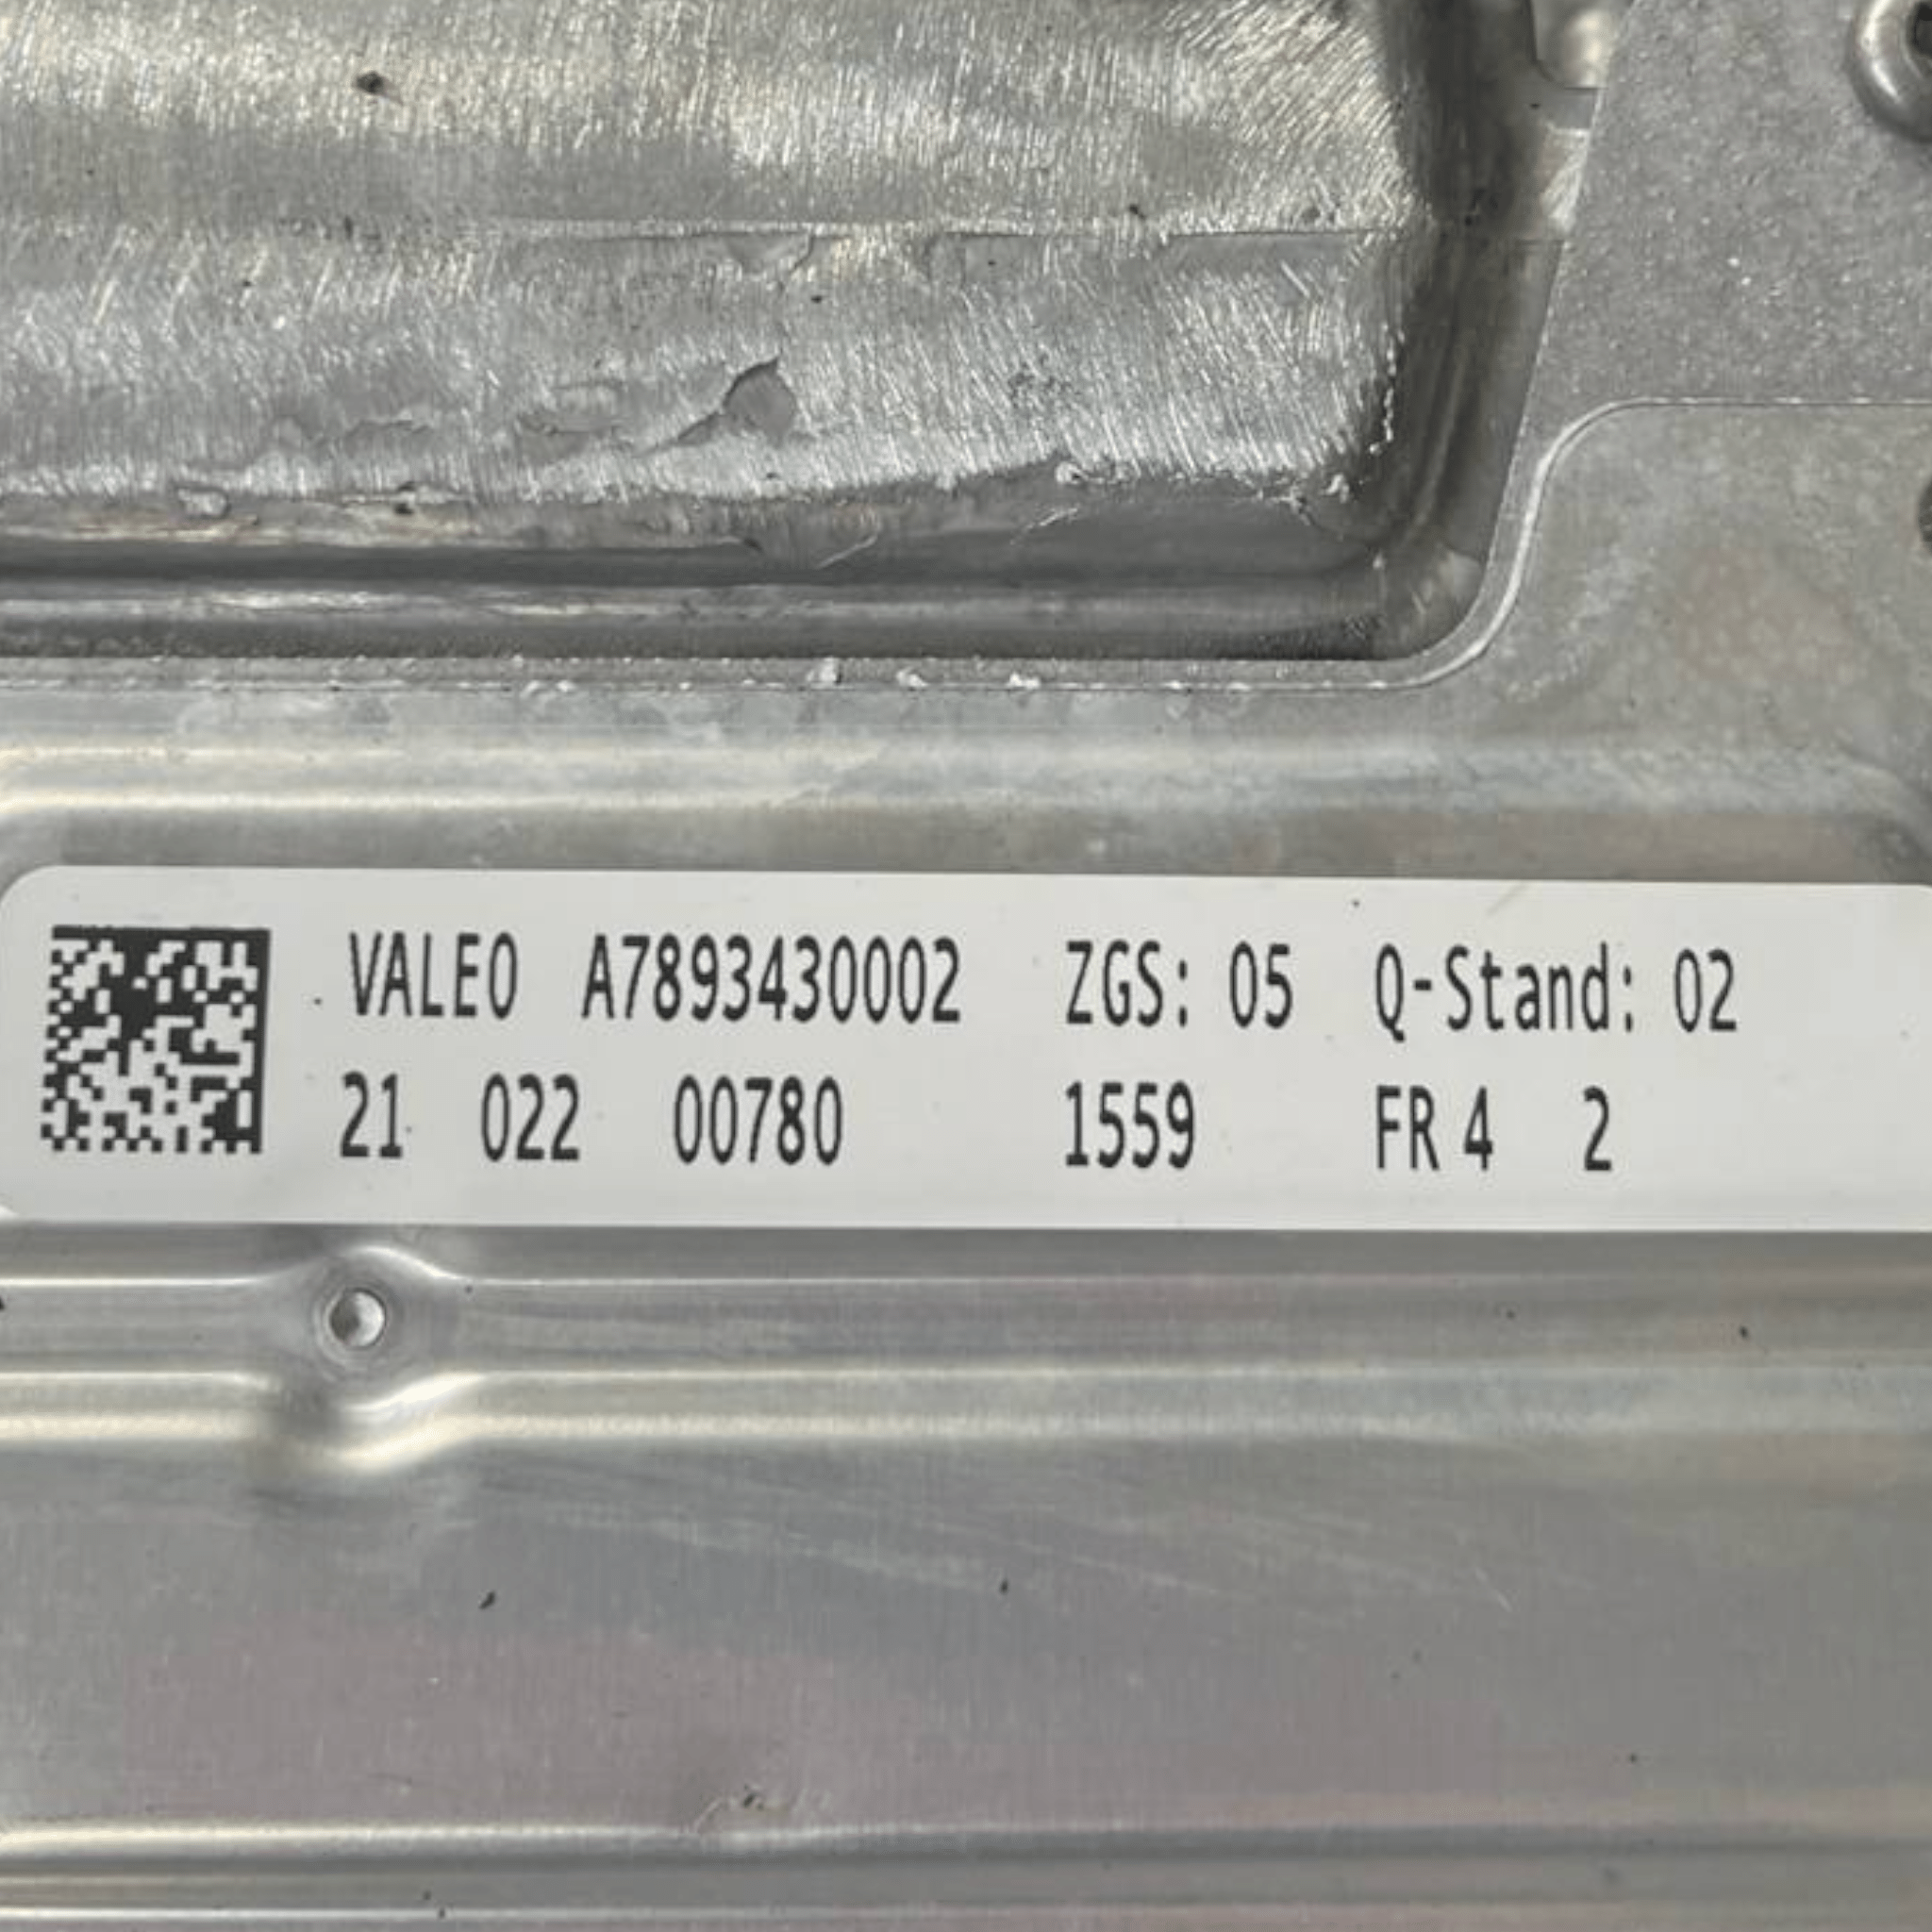 VALEO A7893430002 ZGS: 05 Q-Stand: 02
21 022 00780 1559 FR 4 2